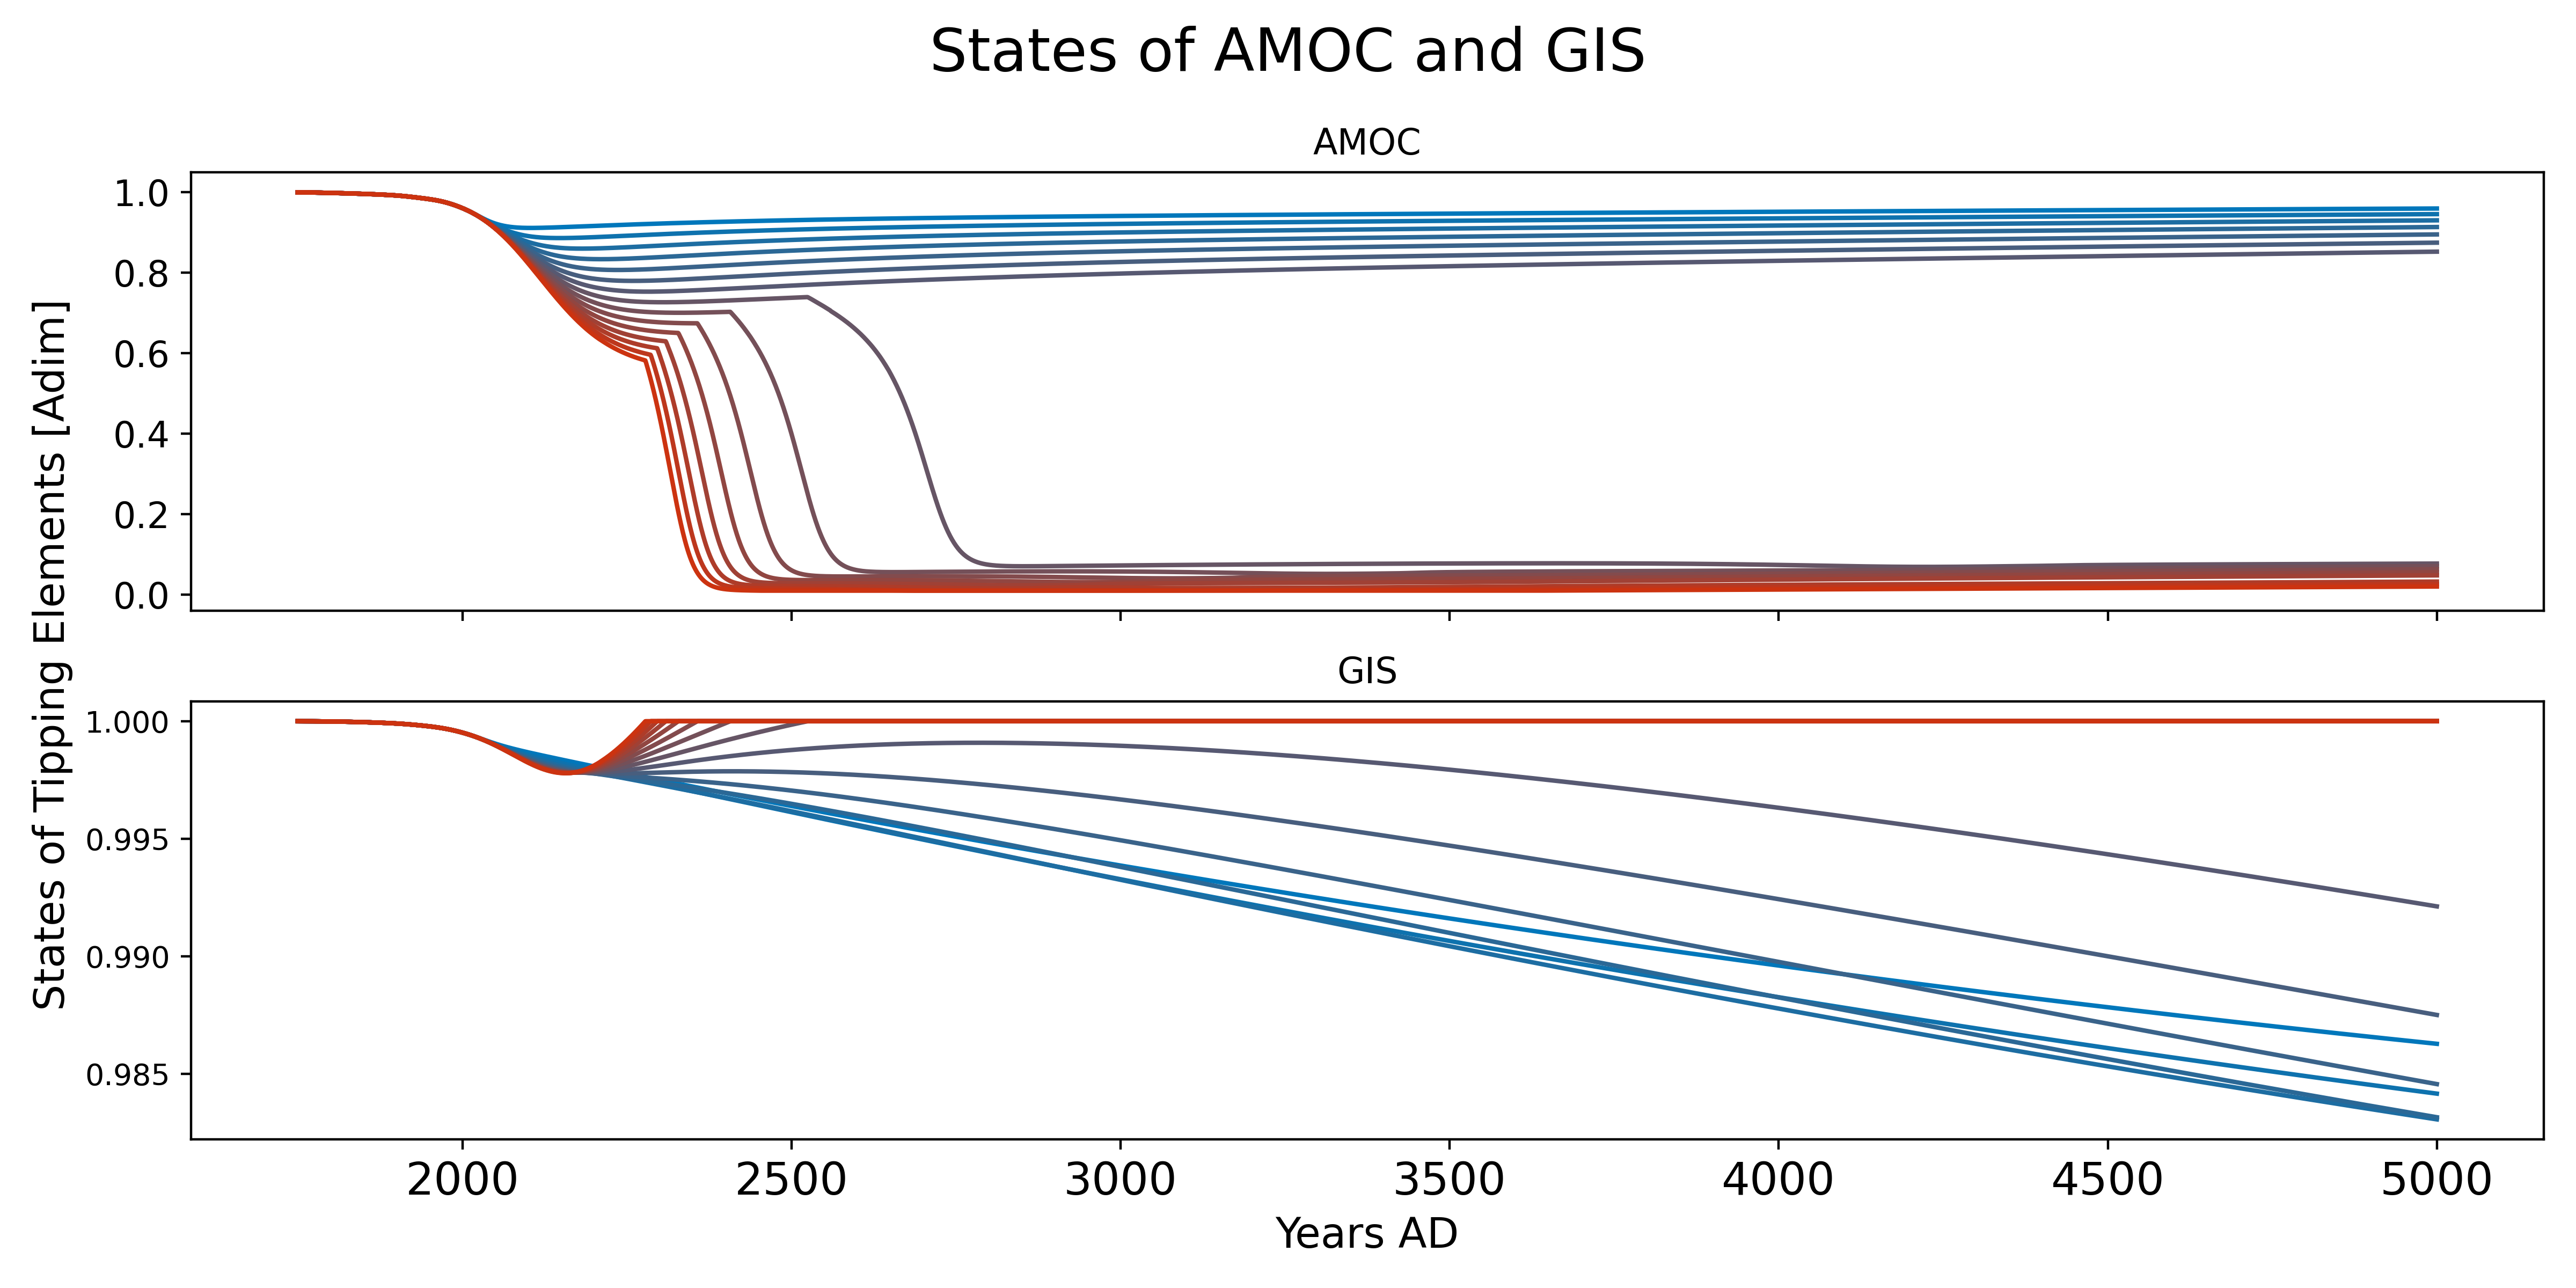 States of AMOC and GIS
AMOC
1.0
0.8
0.6
0.4
0.2
0.0
States of Tipping Elements [Adim]
GIS
1.000
0.995
0.990
0.985
2000 2500 3000 3500 4000 4500 5000
Years AD